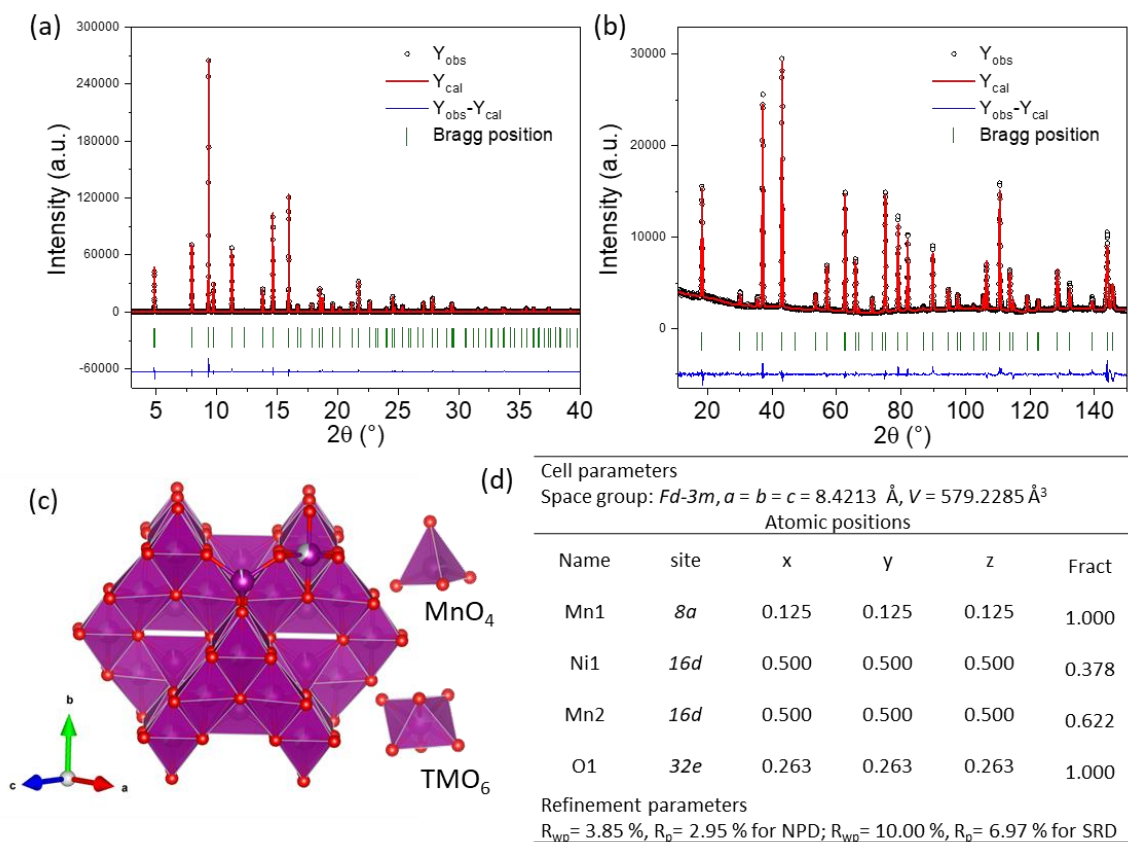 (a)
300000
240000
180000
120000
60000
0
-60000
Intensity (a.u.)
Y_obs
Y_cal
Y_obs-Y_cal
Bragg position
5 10 15 20 25 30 35 40
2θ (°)
(b)
30000
20000
10000
0
Intensity (a.u.)
Y_obs
Y_cal
Y_obs-Y_cal
Bragg position
20 40 60 80 100 120 140
2θ (°)
(c)
MnO₄
TMO₆
b
c
a
(d)
Cell parameters
Space group: Fd-3m, a = b = c = 8.4213 Å, V = 579.2285 Å³
Atomic positions
Name site x y z Fract
Mn1 8a 0.125 0.125 0.125 1.000
Ni1 16d 0.500 0.500 0.500 0.378
Mn2 16d 0.500 0.500 0.500 0.622
O1 32e 0.263 0.263 0.263 1.000
Refinement parameters
R_wp= 3.85 %, R_p= 2.95 % for NPD; R_wp= 10.00 %, R_p= 6.97 % for SRD